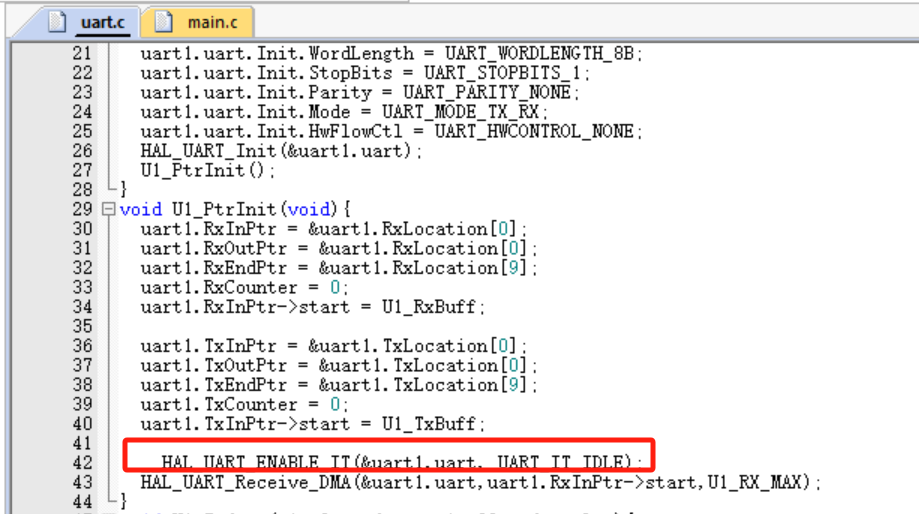 uart.c main.c
21 uart1.uart.Init.WordLength = UART_WORDLENGTH_8B;
22 uart1.uart.Init.StopBits = UART_STOPBITS_1;
23 uart1.uart.Init.Parity = UART_PARITY_NONE;
24 uart1.uart.Init.Mode = UART_MODE_TX_RX;
25 uart1.uart.Init.HwFlowCtl = UART_HWCONTROL_NONE;
26 HAL_UART_Init(&uart1.uart);
27 U1_PtrInit();
28 }
29 void U1_PtrInit(void){
30 uart1.RxInPtr = &uart1.RxLocation[0];
31 uart1.RxOutPtr = &uart1.RxLocation[0];
32 uart1.RxEndPtr = &uart1.RxLocation[9];
33 uart1.RxCounter = 0;
34 uart1.RxInPtr->start = U1_RxBuff;
35
36 uart1.TxInPtr = &uart1.TxLocation[0];
37 uart1.TxOutPtr = &uart1.TxLocation[0];
38 uart1.TxEndPtr = &uart1.TxLocation[9];
39 uart1.TxCounter = 0;
40 uart1.TxInPtr->start = U1_TxBuff;
41
42 __HAL_UART_ENABLE_IT(&uart1.uart, UART_IT_IDLE);
43 HAL_UART_Receive_DMA(&uart1.uart,uart1.RxInPtr->start,U1_RX_MAX);
44 }